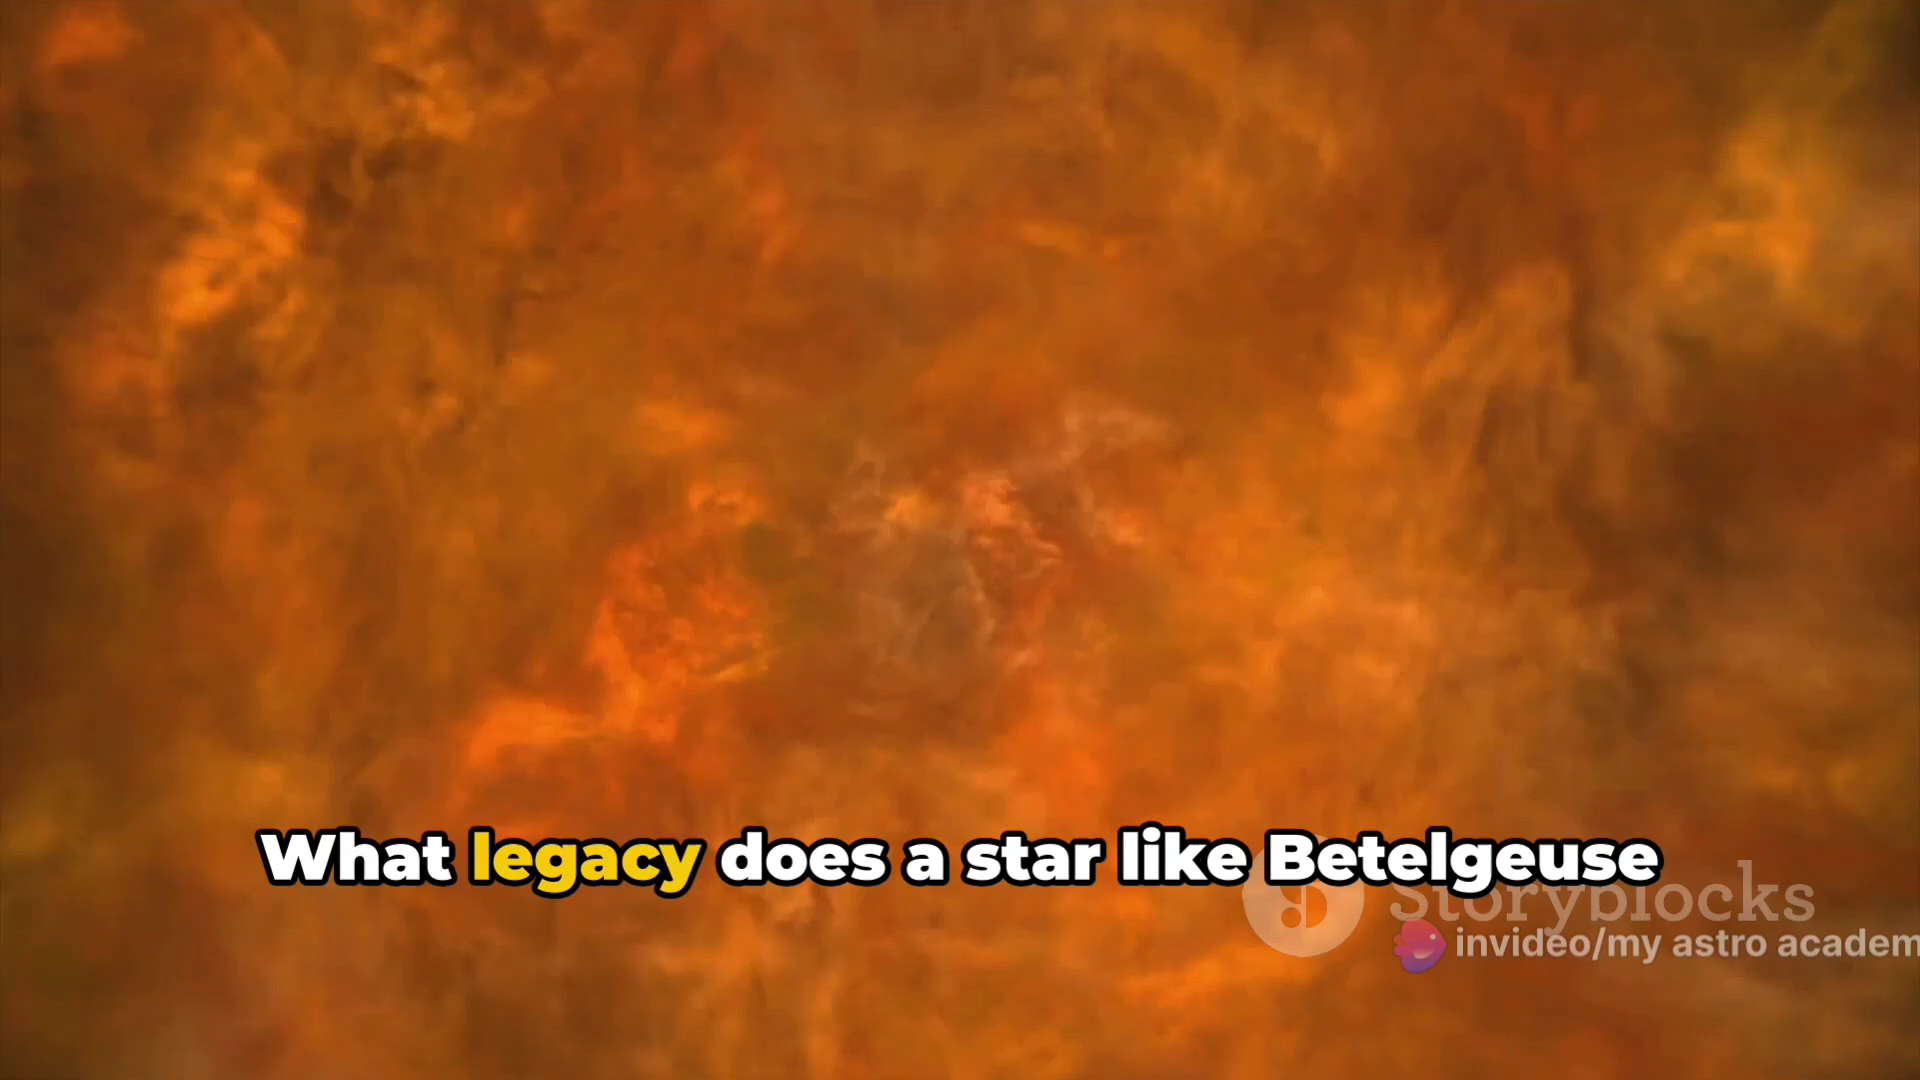 What legacy does a star like Betelgeuse
Storyblocks
invideo/my astro academ